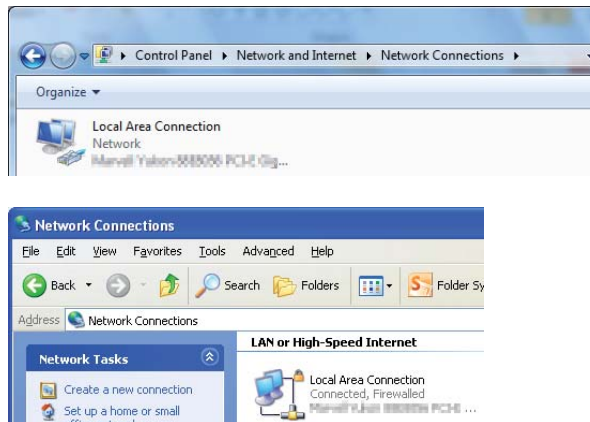 Control Panel Network and Internet Network Connections
Organize
Local Area Connection
Network
Network Connections
File Edit View Favorites Tools Advanced Help
Back Search Folders Folder Sy
Address Network Connections
Network Tasks
LAN or High-Speed Internet
Create a new connection
Set up a home or small
Local Area Connection
Connected, Firewalled